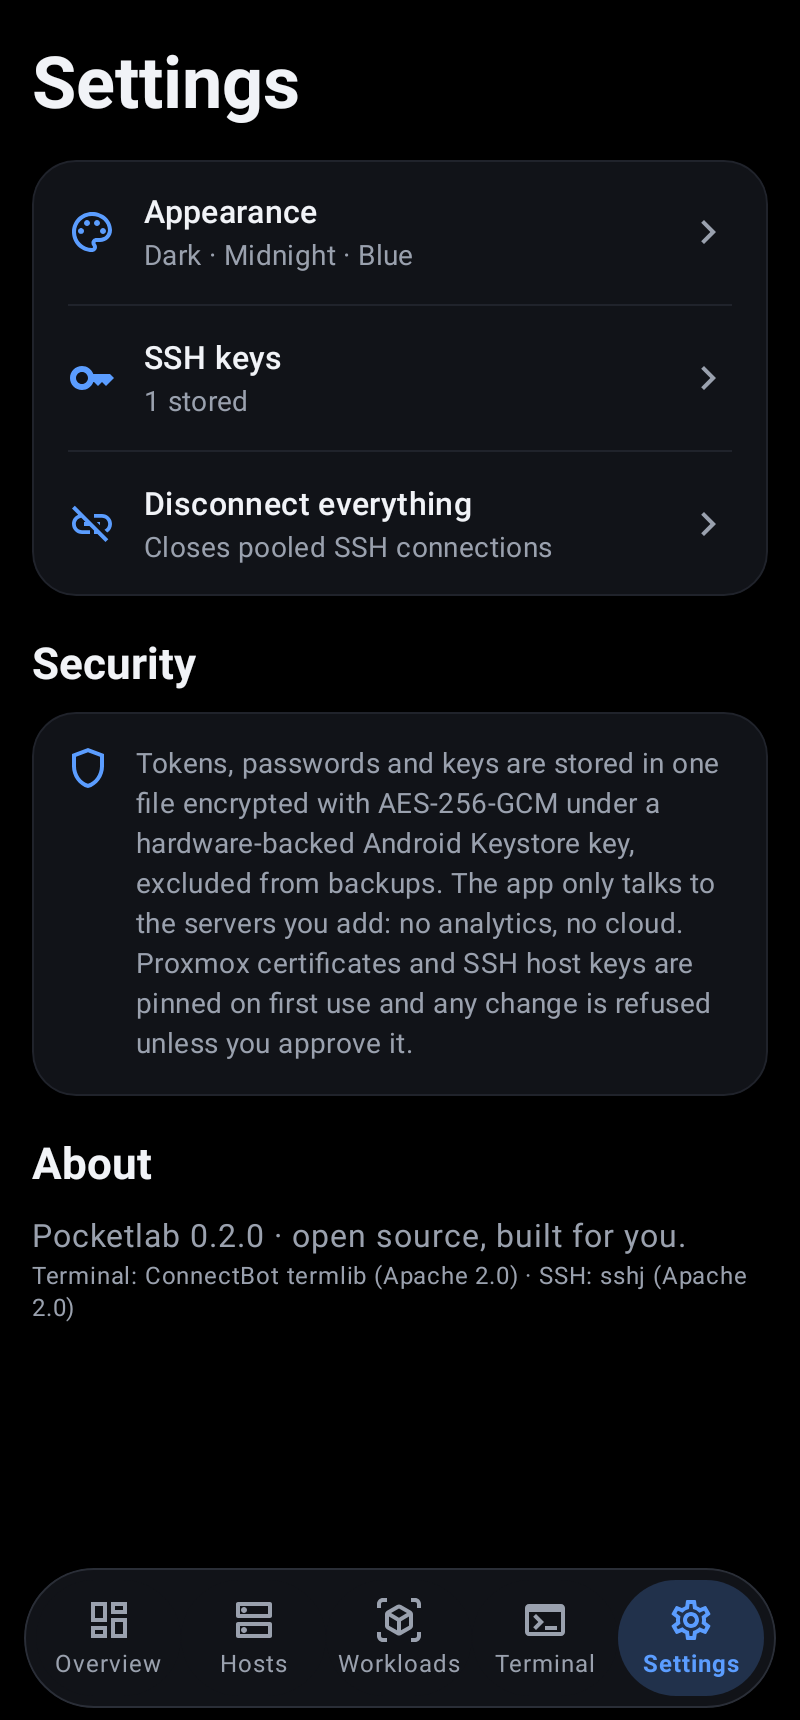 Settings
Appearance
Dark · Midnight · Blue
SSH keys
1 stored
Disconnect everything
Closes pooled SSH connections
Security
Tokens, passwords and keys are stored in one
file encrypted with AES-256-GCM under a
hardware-backed Android Keystore key,
excluded from backups. The app only talks to
the servers you add: no analytics, no cloud.
Proxmox certificates and SSH host keys are
pinned on first use and any change is refused
unless you approve it.
About
Pocketlab 0.2.0 · open source, built for you.
Terminal: ConnectBot termlib (Apache 2.0) · SSH: sshj (Apache
2.0)
Overview
Hosts
Workloads
Terminal
Settings